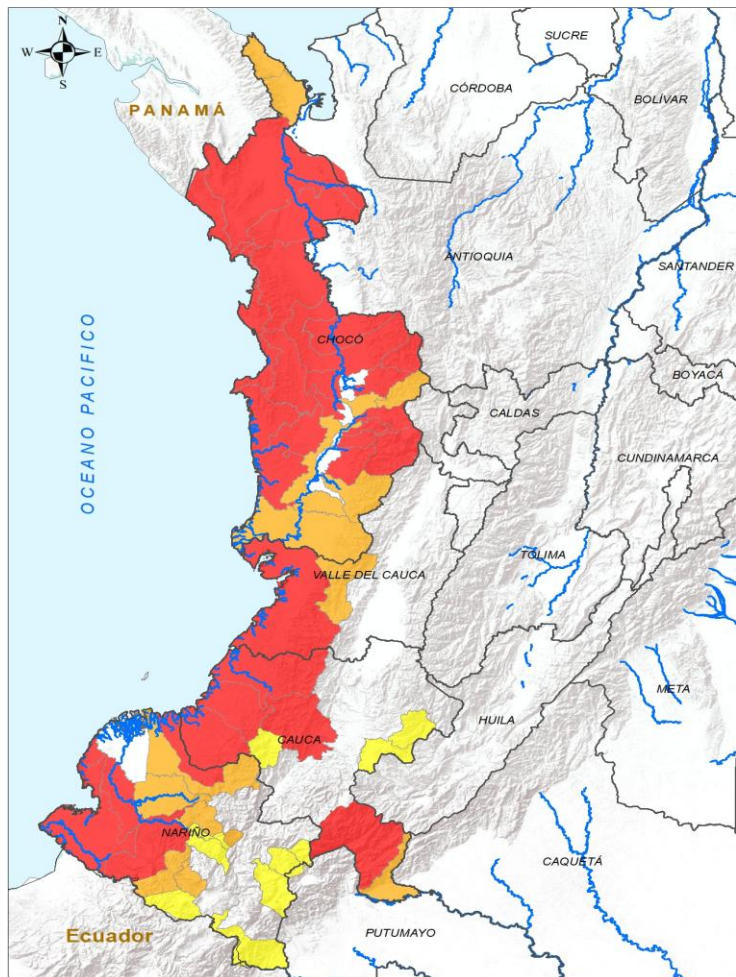 N
W E
S
SUCRE
CÓRDOBA
BOLÍVAR
PANAMÁ
ANTIOQUIA
SANTANDER
CHOCÓ
BOYACÁ
CALDAS
OCEANO PACIFICO
CUNDINAMARCA
TOLIMA
VALLE DEL CAUCA
META
HUILA
CAUCA
NARIÑO
CAQUETÁ
Ecuador
PUTUMAYO